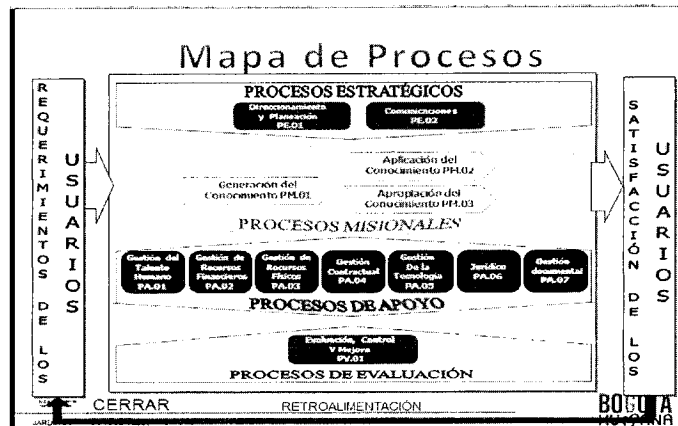 Mapa de Procesos
REQUERIMIENTOS DE LOS
USUARIOS
PROCESOS ESTRATÉGICOS
Direccionamiento
y Planeación
PE.01
Comunicaciones
PE.02
Generación del
Conocimiento PM.01
Aplicación del
Conocimiento PM.02
Apropiación del
Conocimiento PM.03
PROCESOS MISIONALES
Gestión del
Talento
Humano
PA.01
Gestión de
Recursos
Financieros
PA.02
Gestión de
Recursos
Físicos
PA.03
Gestión
Contractual
PA.04
Gestión
De la
Tecnología
PA.05
Jurídica
PA.06
Gestión
documental
PA.07
PROCESOS DE APOYO
Evaluación, Control
Y Mejora
PV.01
PROCESOS DE EVALUACIÓN
SATISFACCIÓN DE LOS
USUARIOS
CERRAR
RETROALIMENTACIÓN
BOGOTÁ
HUMANA